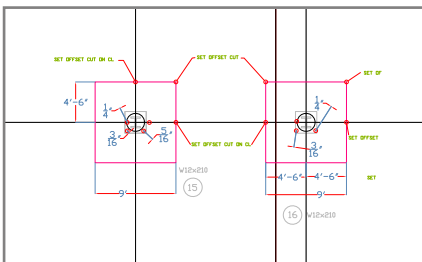 SET OFFSET CUT ON CL
SET OFFSET CUT
SET OF
4'-6"
1/4"
1/4"
3/16"
5/16"
SET OFFSET CUT ON CL
3/16"
SET OFFSET
W12x210
15
4'-6"
4'-6"
SET
9'
9'
16
W12x210